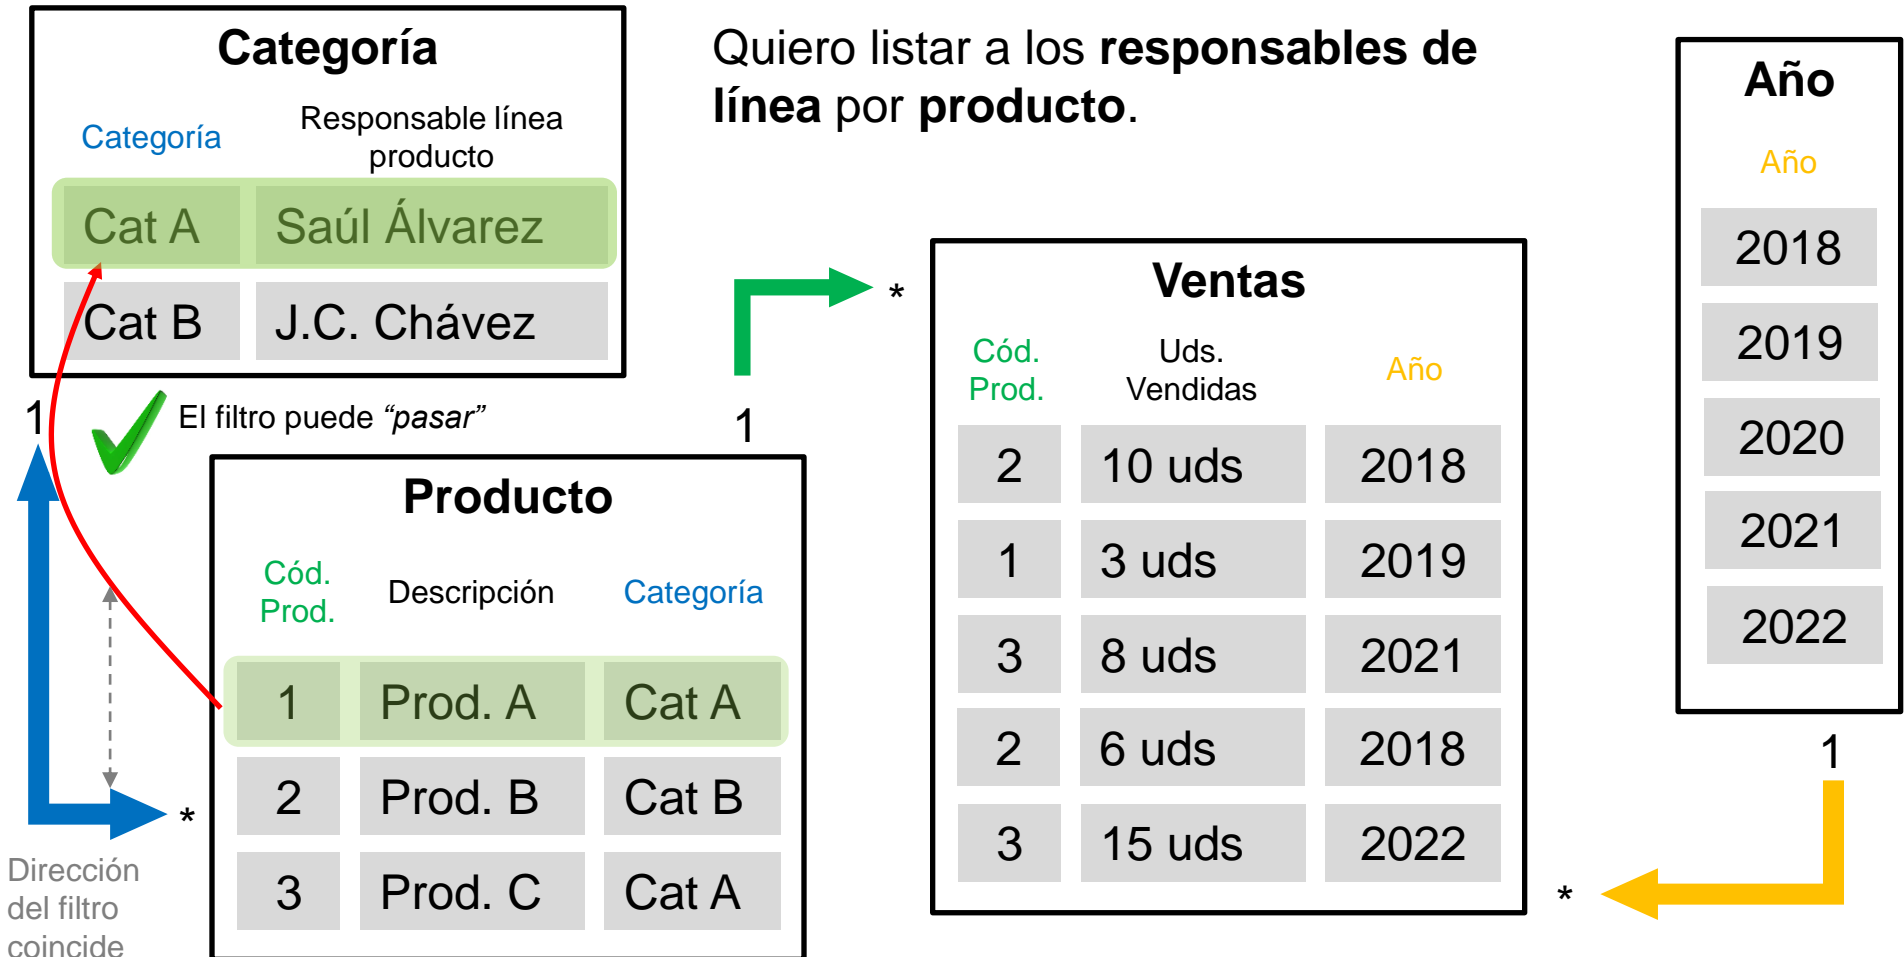 Categoría
Categoría
Responsable línea
producto
Cat A
Saúl Álvarez
Cat B
J.C. Chávez
1
El filtro puede “pasar”
*
Dirección
del filtro
coincide
Quiero listar a los responsables de
línea por producto.
Producto
Cód.
Prod.
Descripción
Categoría
1
Prod. A
Cat A
2
Prod. B
Cat B
3
Prod. C
Cat A
1
*
Ventas
Cód.
Prod.
Uds.
Vendidas
Año
2
10 uds
2018
1
3 uds
2019
3
8 uds
2021
2
6 uds
2018
3
15 uds
2022
Año
Año
2018
2019
2020
2021
2022
1
*